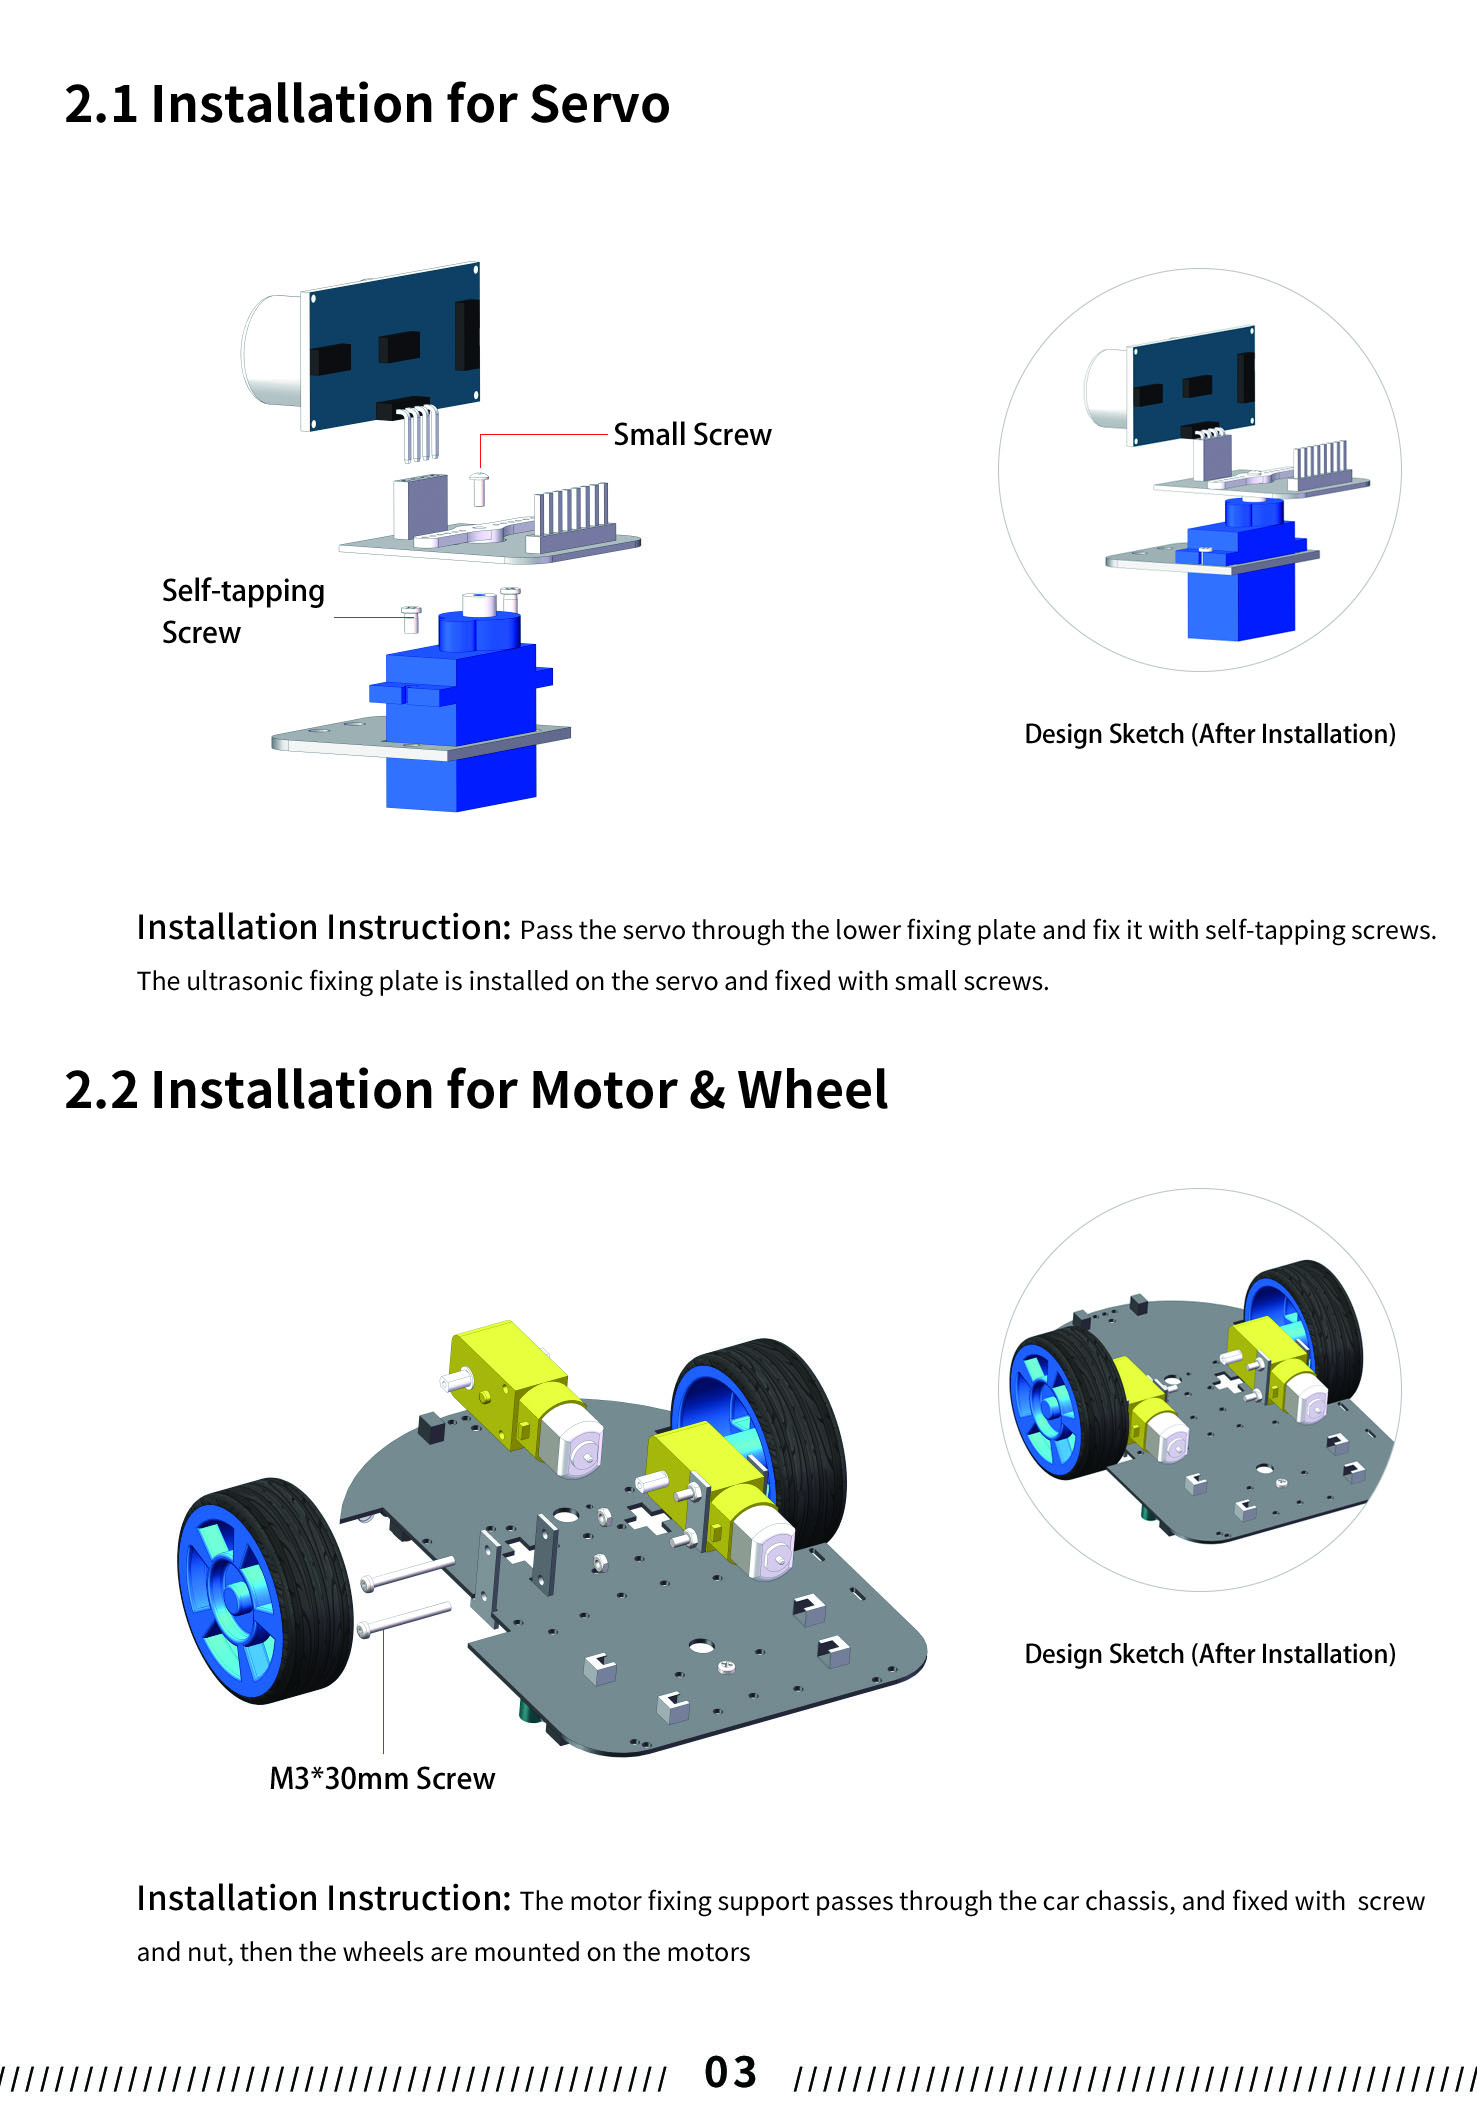 2.1 Installation for Servo
Small Screw
Self-tapping
Screw
Design Sketch (After Installation)
Installation Instruction: Pass the servo through the lower fixing plate and fix it with self-tapping screws.
The ultrasonic fixing plate is installed on the servo and fixed with small screws.
2.2 Installation for Motor & Wheel
Design Sketch (After Installation)
M3*30mm Screw
Installation Instruction: The motor fixing support passes through the car chassis, and fixed with screw
and nut, then the wheels are mounted on the motors
03